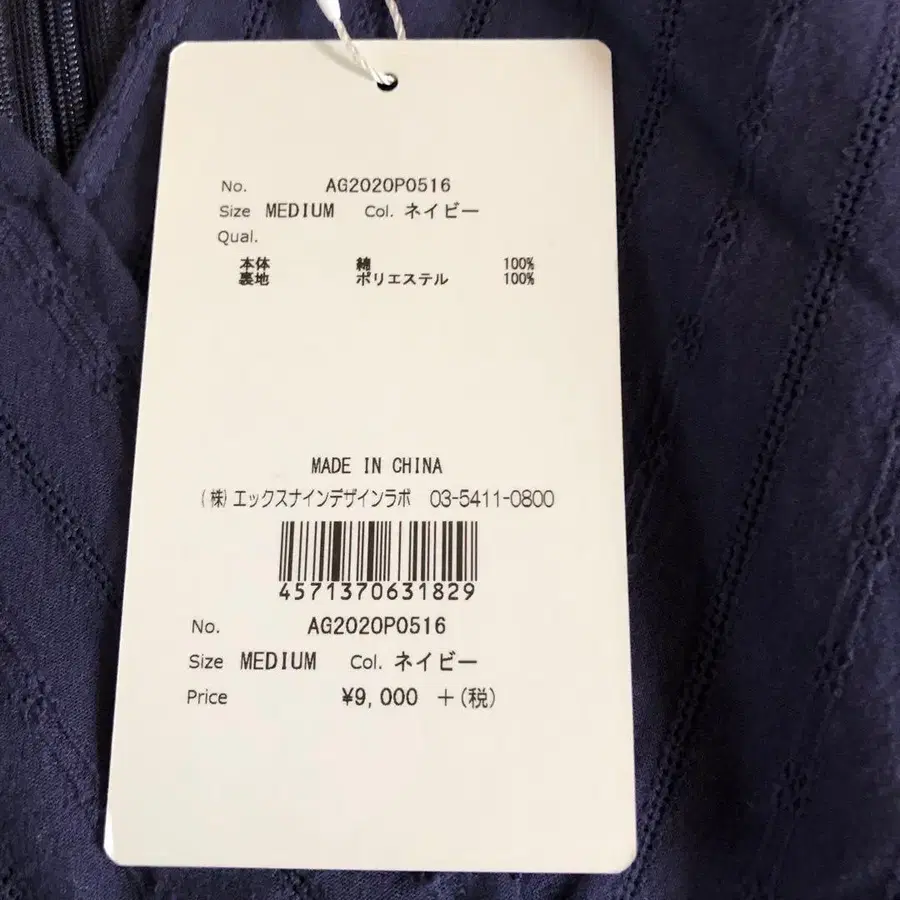 No. AG2020P0516
Size MEDIUM Col. ネイビー
Qual.
本体 綿 100%
裏地 ポリエステル 100%
MADE IN CHINA
(株)エックスナインデザインラボ 03-5411-0800
4571370631829
No. AG2020P0516
Size MEDIUM Col. ネイビー
Price ¥9,000 +(税)